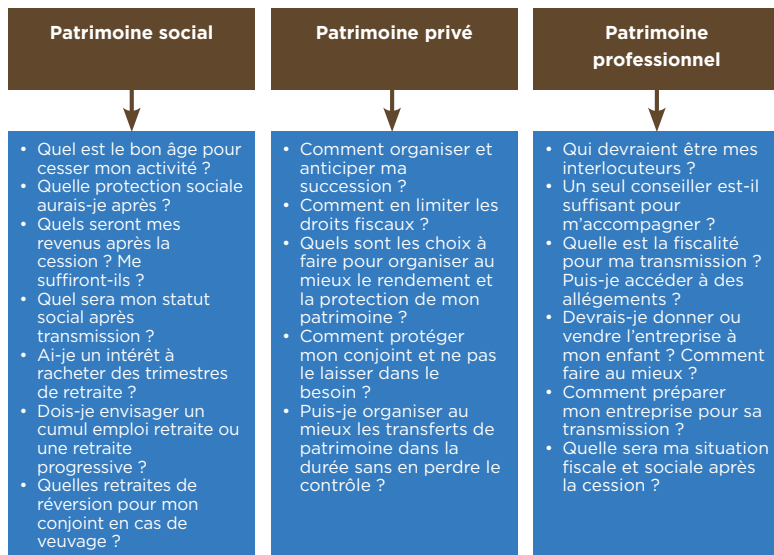 Patrimoine social
• Quel est le bon âge pour
cesser mon activité ?
• Quelle protection sociale
aurais-je après ?
• Quels seront mes
revenus après la
cession ? Me
suffiront-ils ?
• Quel sera mon statut
social après
transmission ?
• Ai-je un intérêt à
racheter des trimestres
de retraite ?
• Dois-je envisager un
cumul emploi retraite ou
une retraite
progressive ?
• Quelles retraites de
réversion pour mon
conjoint en cas de
veuvage ?
Patrimoine privé
• Comment organiser et
anticiper ma
succession ?
• Comment en limiter les
droits fiscaux ?
• Quels sont les choix à
faire pour organiser au
mieux le rendement et
la protection de mon
patrimoine ?
• Comment protéger
mon conjoint et ne pas
le laisser dans le
besoin ?
• Puis-je organiser au
mieux les transferts de
patrimoine dans la
durée sans en perdre le
contrôle ?
Patrimoine
professionnel
• Qui devraient être mes
interlocuteurs ?
• Un seul conseiller est-il
suffisant pour
m’accompagner ?
• Quelle est la fiscalité
pour ma transmission ?
Puis-je accéder à des
allégements ?
• Devrais-je donner ou
vendre l’entreprise à
mon enfant ? Comment
faire au mieux ?
• Comment préparer
mon entreprise pour sa
transmission ?
• Quelle sera ma situation
fiscale et sociale après
la cession ?